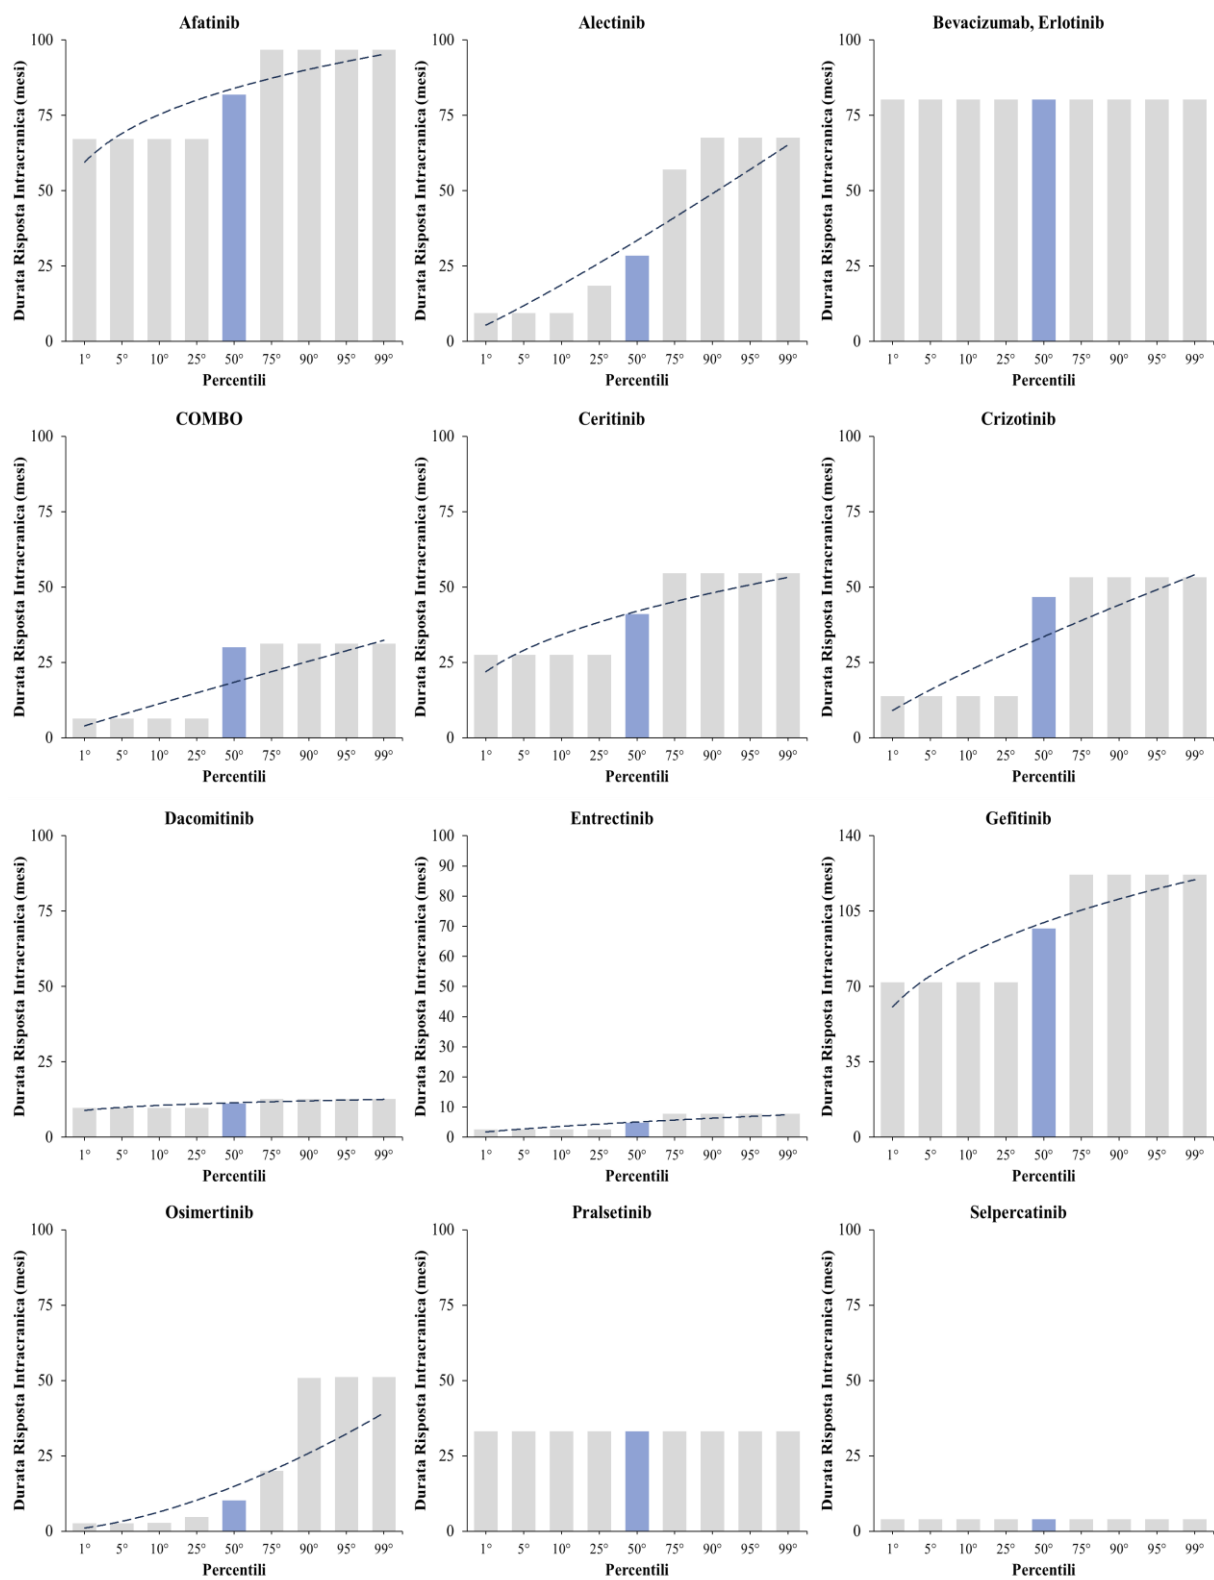 Afatinib
Durata Risposta Intracranica (mesi)
100
75
50
25
0
1° 5° 10° 25° 50° 75° 90° 95° 99°
Percentili
Alectinib
Durata Risposta Intracranica (mesi)
100
75
50
25
0
1° 5° 10° 25° 50° 75° 90° 95° 99°
Percentili
Bevacizumab, Erlotinib
Durata Risposta Intracranica (mesi)
100
75
50
25
0
1° 5° 10° 25° 50° 75° 90° 95° 99°
Percentili
COMBO
Durata Risposta Intracranica (mesi)
100
75
50
25
0
1° 5° 10° 25° 50° 75° 90° 95° 99°
Percentili
Ceritinib
Durata Risposta Intracranica (mesi)
100
75
50
25
0
1° 5° 10° 25° 50° 75° 90° 95° 99°
Percentili
Crizotinib
Durata Risposta Intracranica (mesi)
100
75
50
25
0
1° 5° 10° 25° 50° 75° 90° 95° 99°
Percentili
Dacomitinib
Durata Risposta Intracranica (mesi)
100
75
50
25
0
1° 5° 10° 25° 50° 75° 90° 95° 99°
Percentili
Entrectinib
Durata Risposta Intracranica (mesi)
100
90
80
70
60
50
40
30
20
10
0
1° 5° 10° 25° 50° 75° 90° 95° 99°
Percentili
Gefitinib
Durata Risposta Intracranica (mesi)
140
105
70
35
0
1° 5° 10° 25° 50° 75° 90° 95° 99°
Percentili
Osimertinib
Durata Risposta Intracranica (mesi)
100
75
50
25
0
1° 5° 10° 25° 50° 75° 90° 95° 99°
Percentili
Pralsetinib
Durata Risposta Intracranica (mesi)
100
75
50
25
0
1° 5° 10° 25° 50° 75° 90° 95° 99°
Percentili
Selpercatinib
Durata Risposta Intracranica (mesi)
100
75
50
25
0
1° 5° 10° 25° 50° 75° 90° 95° 99°
Percentili